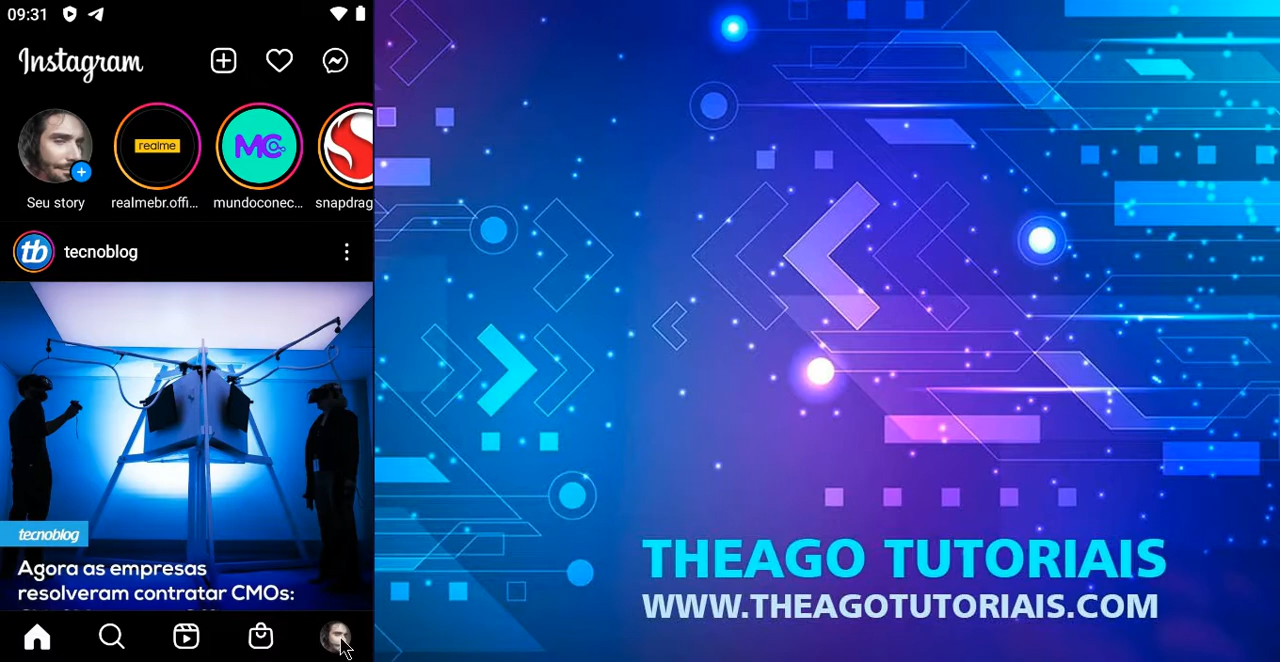 09:31
Instagram
realme
MC
Seu story
realmebr.offi...
mundoconec...
snapdrag
tb
tecnoblog
tecnoblog
Agora as empresas
resolveram contratar CMOs:
THEAGO TUTORIAIS
WWW.THEAGOTUTORIAIS.COM